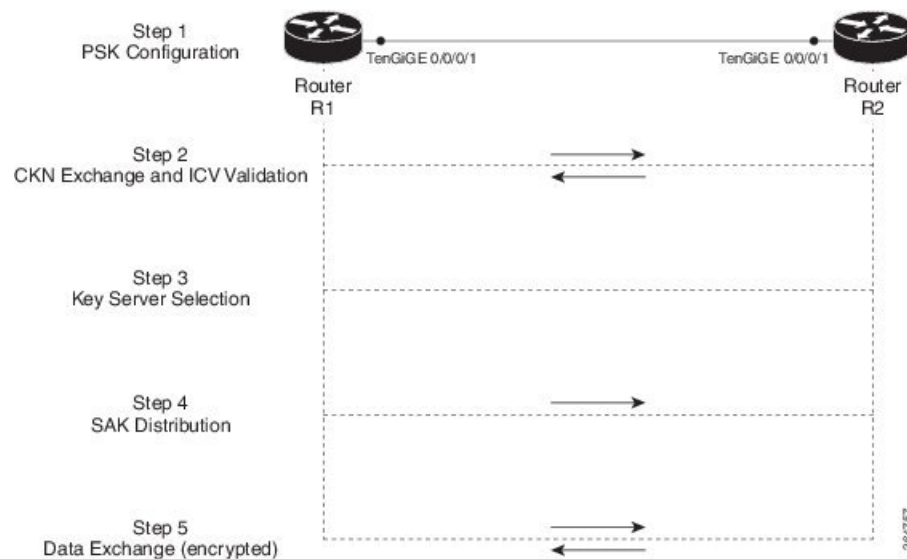 Step 1
PSK Configuration
TenGiGE 0/0/0/1
TenGiGE 0/0/0/1
Router
R1
Router
R2
Step 2
CKN Exchange and ICV Validation
Step 3
Key Server Selection
Step 4
SAK Distribution
Step 5
Data Exchange (encrypted)